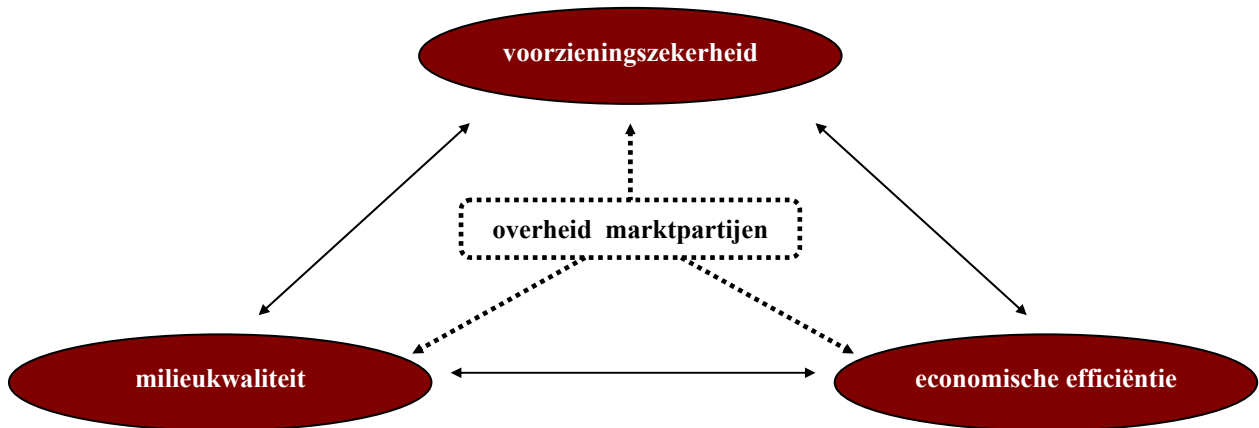 voorzieningszekerheid
overheid marktpartijen
milieukwaliteit
economische efficiëntie